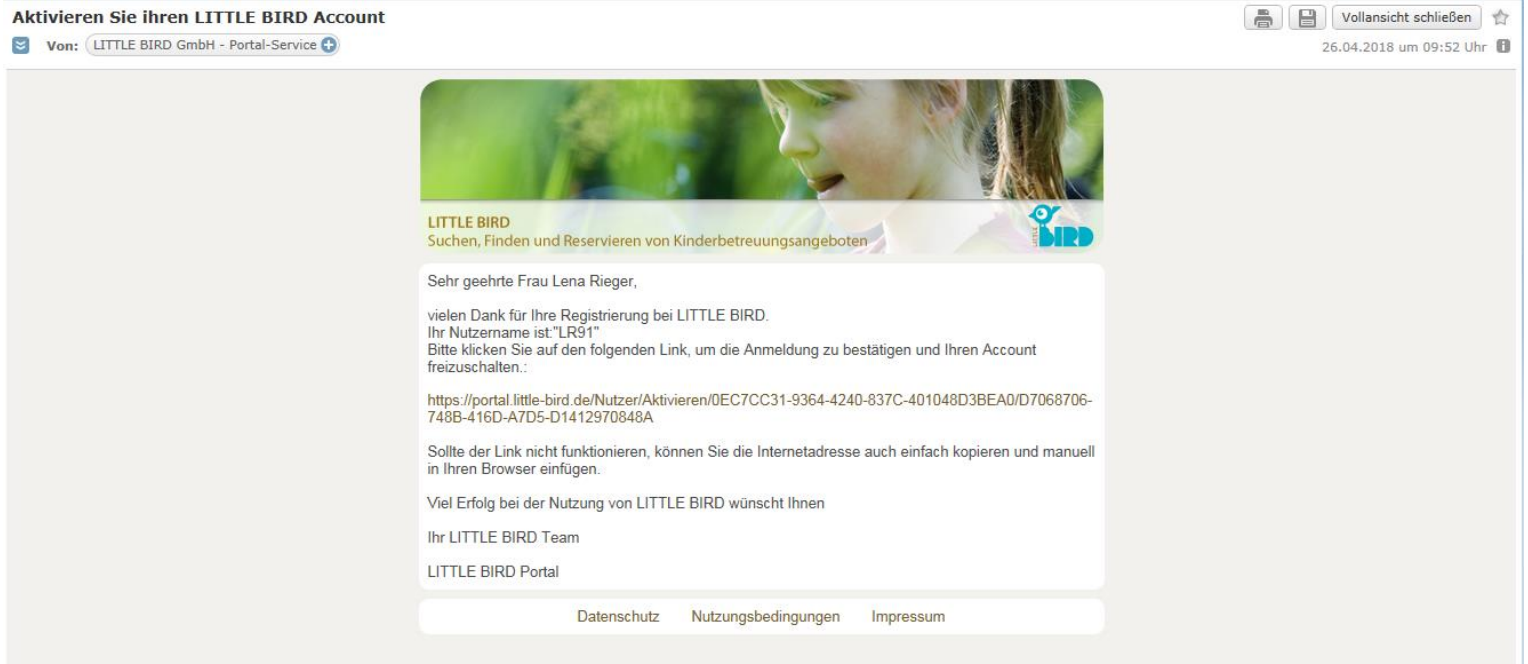 Aktivieren Sie ihren LITTLE BIRD Account
Vollansicht schließen
Von: LITTLE BIRD GmbH - Portal-Service
26.04.2018 um 09:52 Uhr
LITTLE BIRD
Suchen, Finden und Reservieren von Kinderbetreuungsangeboten
LITTLE BIRD
Sehr geehrte Frau Lena Rieger,
vielen Dank für Ihre Registrierung bei LITTLE BIRD.
Ihr Nutzername ist:"LR91"
Bitte klicken Sie auf den folgenden Link, um die Anmeldung zu bestätigen und Ihren Account
freizuschalten.:
https://portal.little-bird.de/Nutzer/Aktivieren/0EC7CC31-9364-4240-837C-401048D3BEA0/D7068706-
748B-416D-A7D5-D1412970848A
Sollte der Link nicht funktionieren, können Sie die Internetadresse auch einfach kopieren und manuell
in Ihren Browser einfügen.
Viel Erfolg bei der Nutzung von LITTLE BIRD wünscht Ihnen
Ihr LITTLE BIRD Team
LITTLE BIRD Portal
Datenschutz Nutzungsbedingungen Impressum